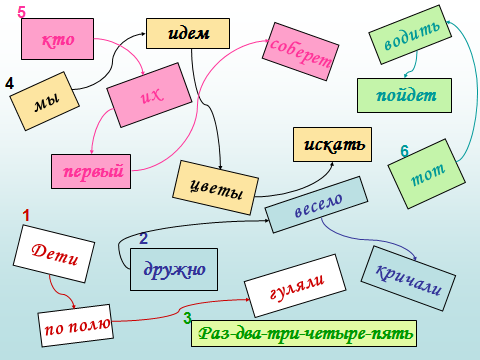 1
Дети
по полю
гуляли
2
дружно
весело
кричали
3
Раз-два-три-четыре-пять
4
мы
идем
цветы
искать
5
кто
их
первый
соберет
6
тот
водить
пойдет